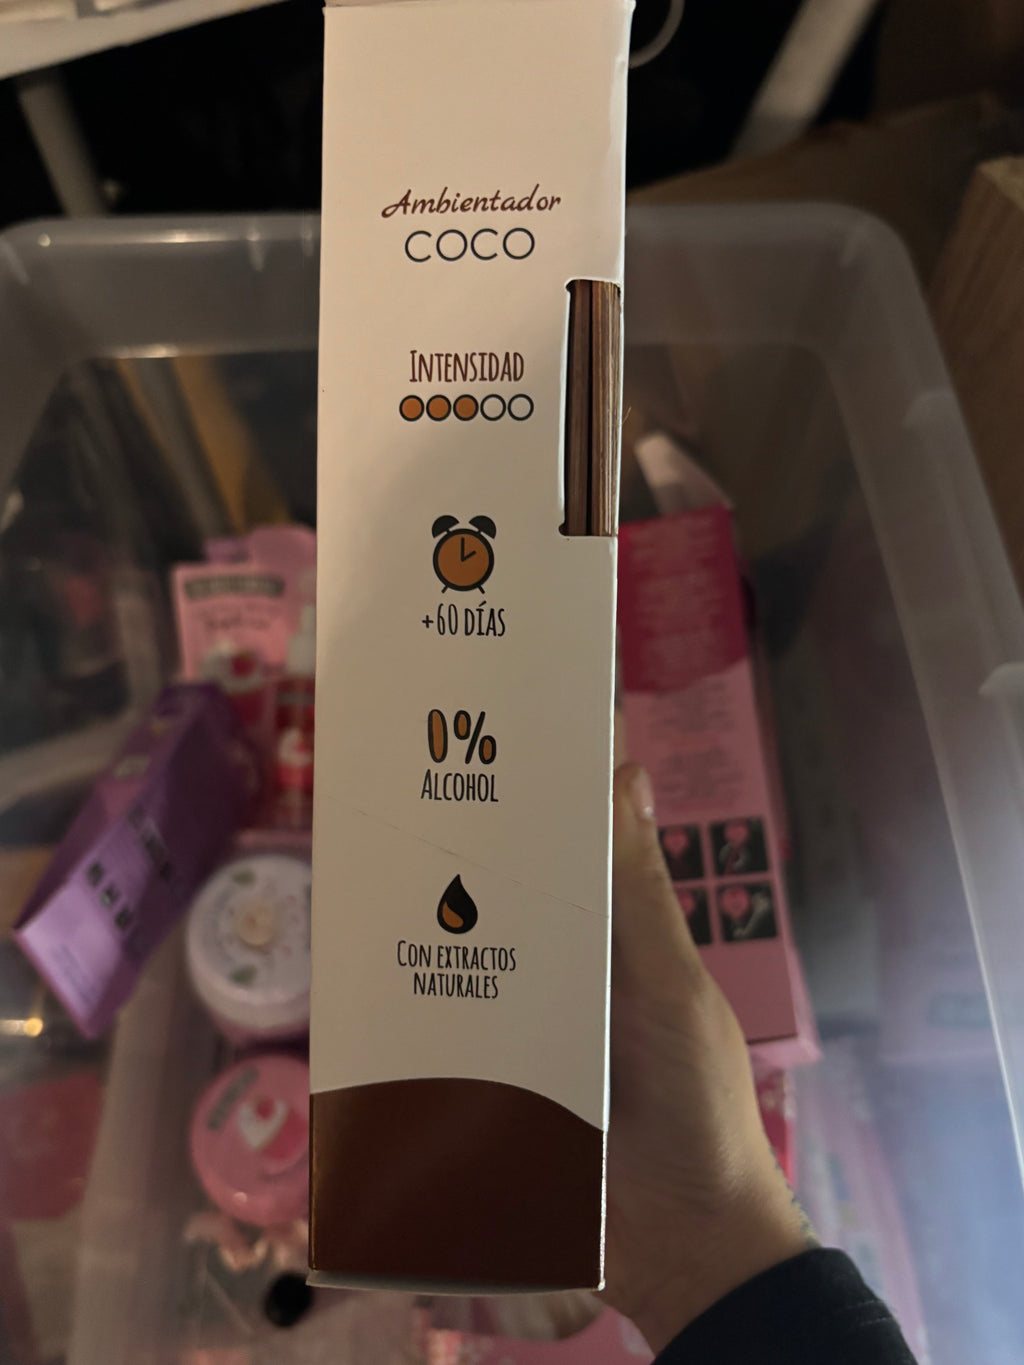 Ambientador
COCO
INTENSIDAD
+60 DÍAS
0%
ALCOHOL
CON EXTRACTOS
NATURALES